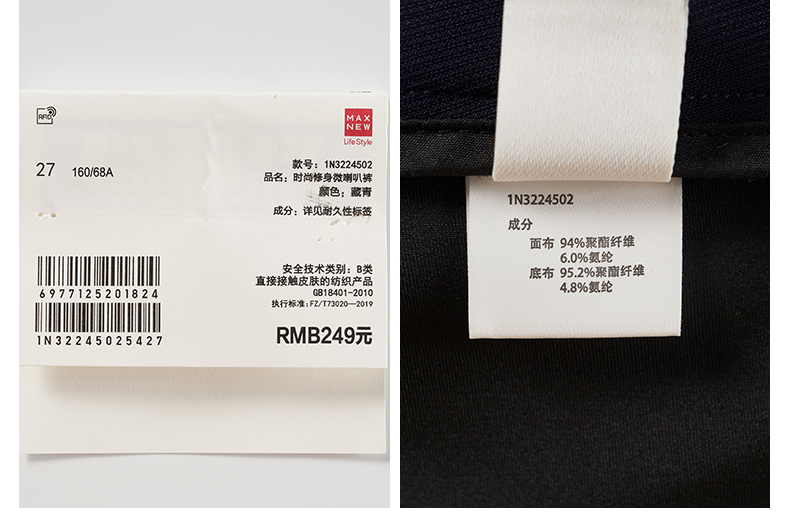 RFID
MAX
NEW
Life Style
27 160/68A
款号：1N3224502
品名：时尚修身微喇叭裤
颜色：藏青
成分：详见耐久性标签
安全技术类别：B类
直接接触皮肤的纺织产品
GB18401-2010
执行标准：FZ/T73020—2019
6977125201824
1N32245025427
RMB249元
1N3224502
成分
面布 94%聚酯纤维
6.0%氨纶
底布 95.2%聚酯纤维
4.8%氨纶